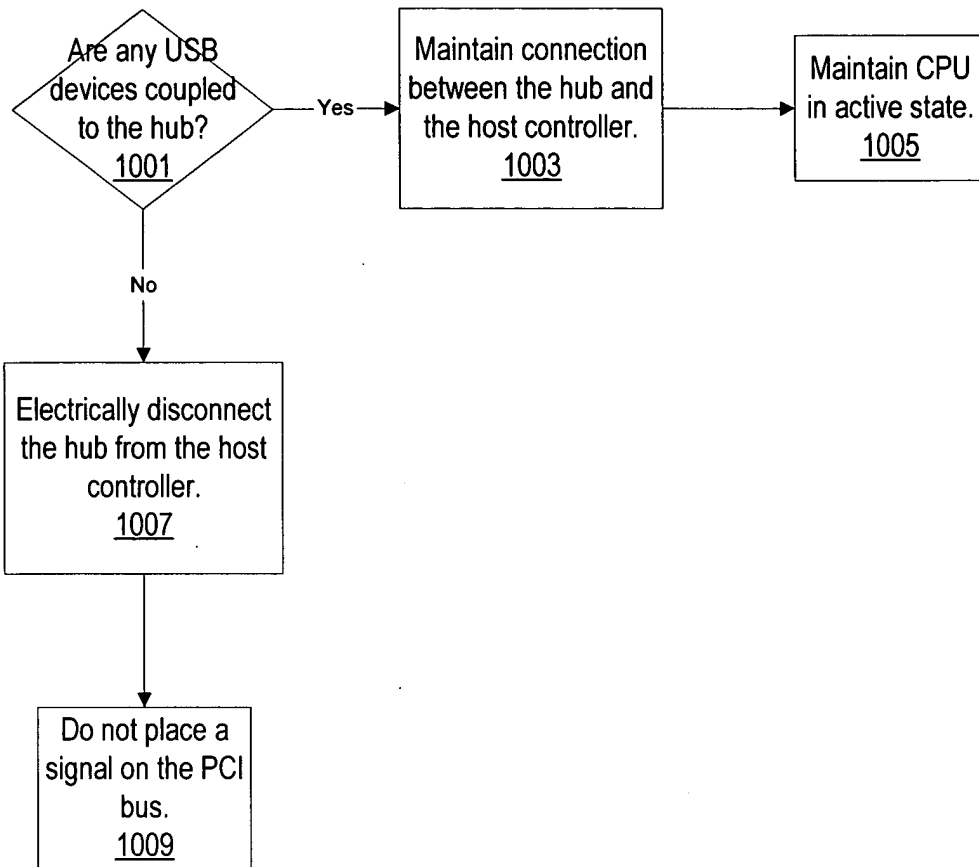 Are any USB
devices coupled
to the hub?
1001
Yes
Maintain connection
between the hub and
the host controller.
1003
Maintain CPU
in active state.
1005
No
Electrically disconnect
the hub from the host
controller.
1007
Do not place a
signal on the PCI
bus.
1009